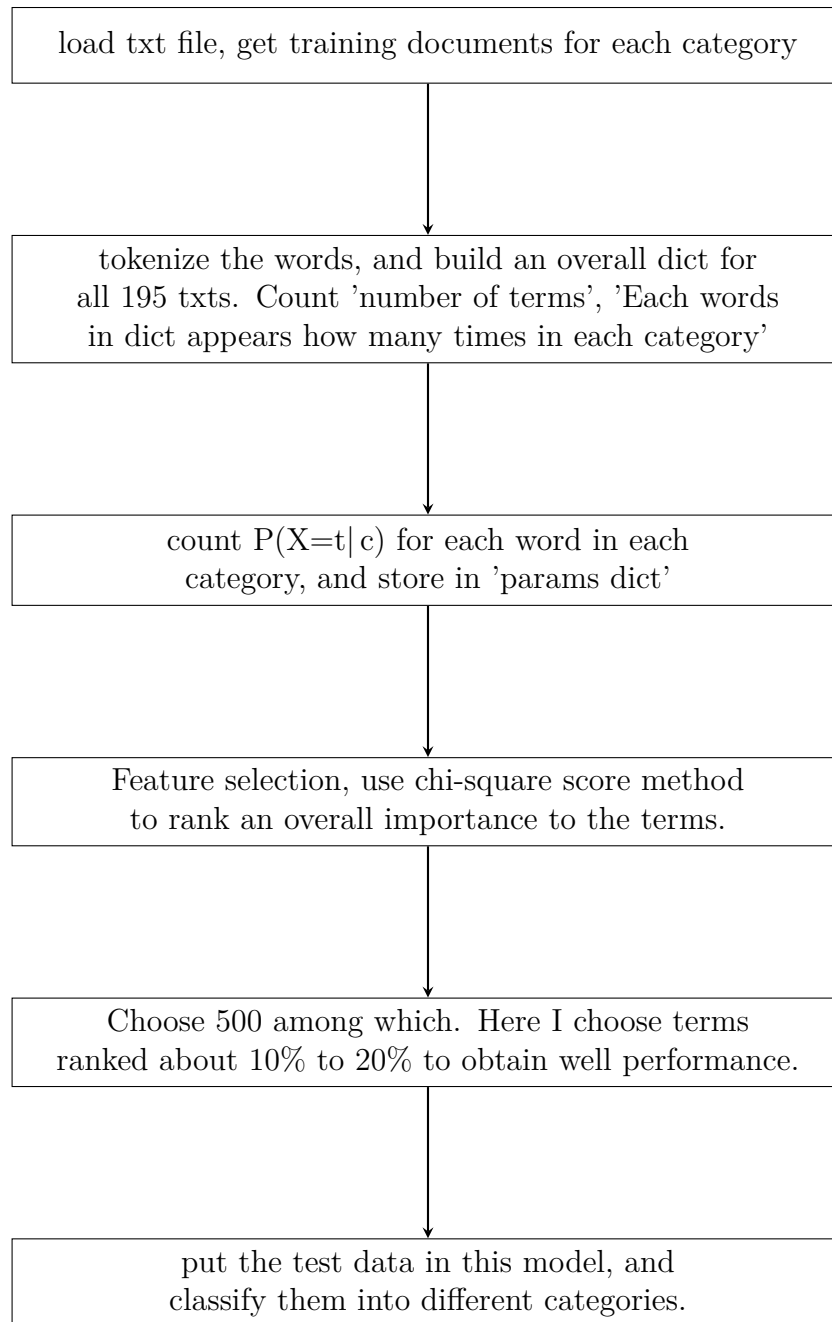 load txt file, get training documents for each category
tokenize the words, and build an overall dict for
all 195 txts. Count 'number of terms', 'Each words
in dict appears how many times in each category'
count P(X=t| c) for each word in each
category, and store in 'params dict'
Feature selection, use chi-square score method
to rank an overall importance to the terms.
Choose 500 among which. Here I choose terms
ranked about 10% to 20% to obtain well performance.
put the test data in this model, and
classify them into different categories.